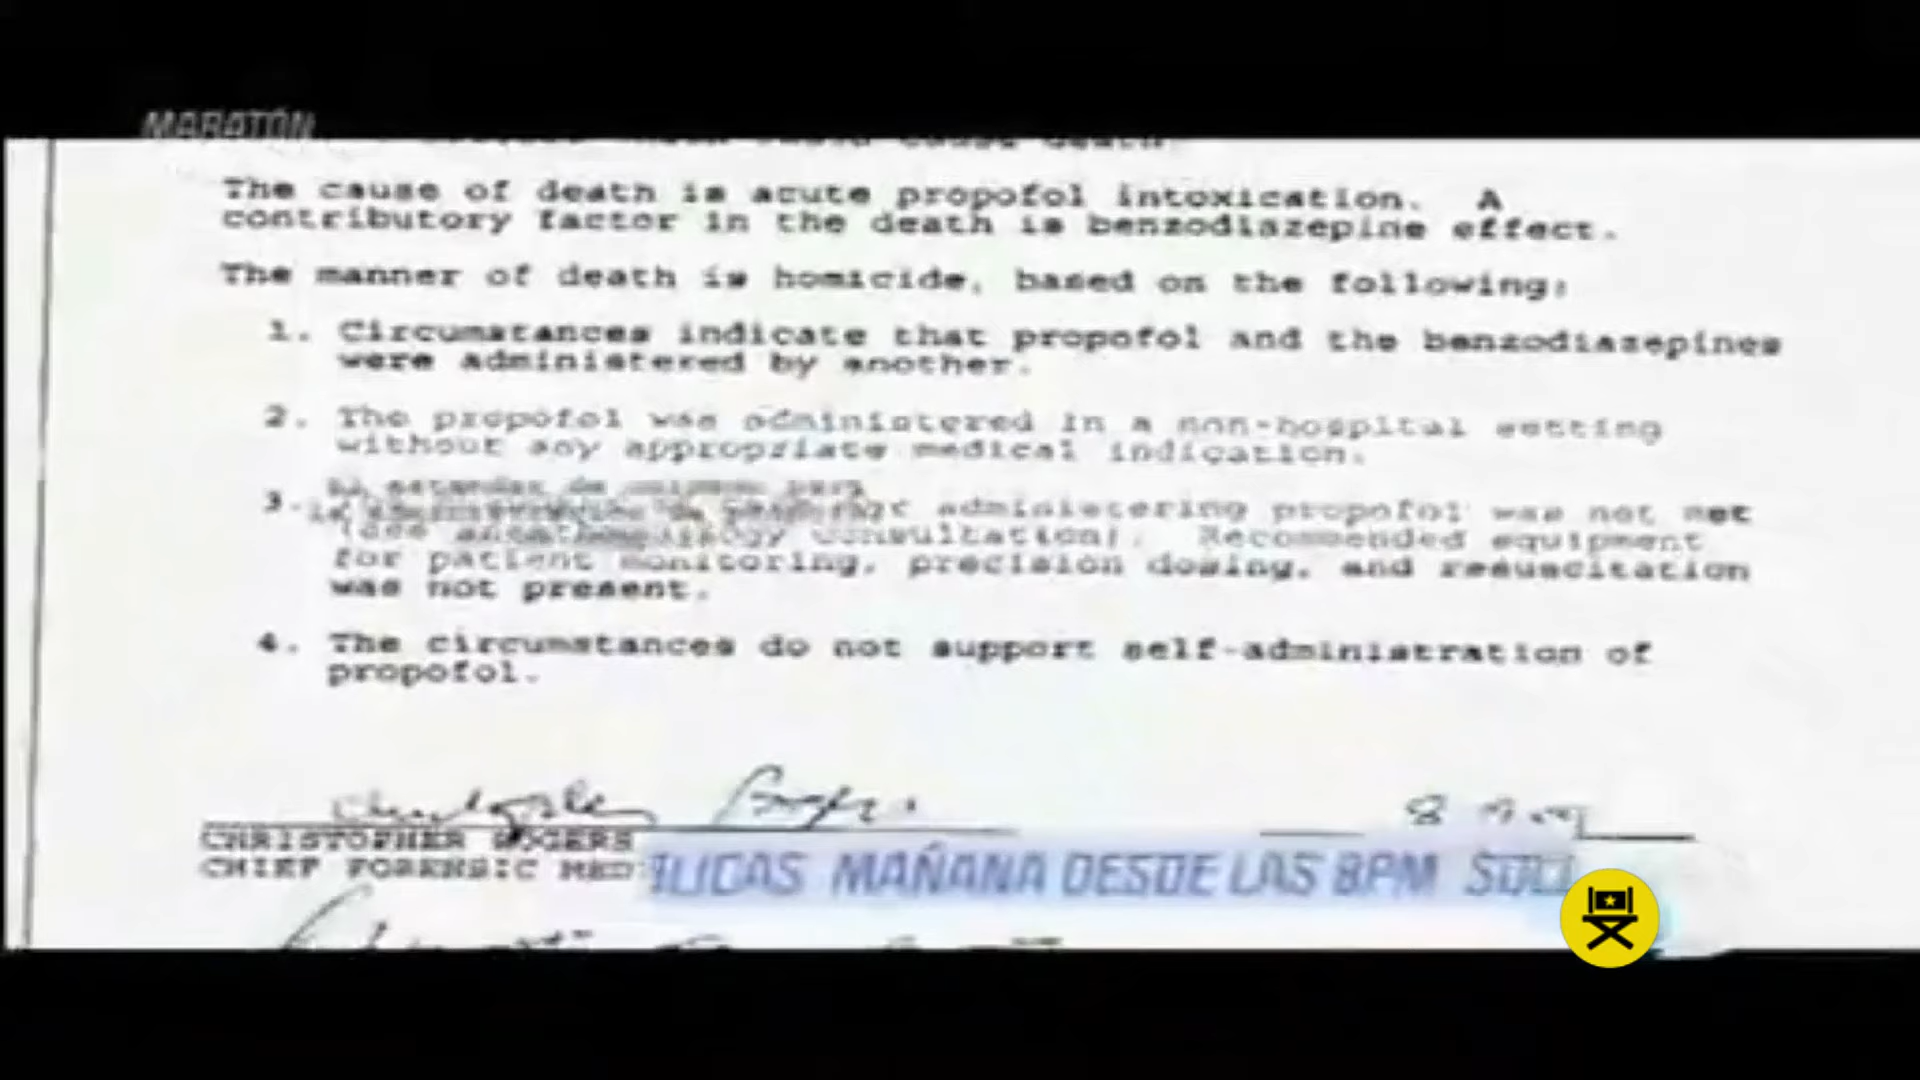 MARATÓN
cause death.
The cause of death is acute propofol intoxication. A
contributory factor in the death is benzodiazepine effect.
The manner of death is homicide, based on the following:
1. Circumstances indicate that propofol and the benzodiazepines
were administered by another.
2. The propofol was administered in a non-hospital setting
without any appropriate medical indication.
3. administering propofol was not met
consultation). Recommended equipment
for patient monitoring, precision dosing, and resuscitation
was not present.
4. The circumstances do not support self-administration of
propofol.
CHRISTOPHER ROGERS
CHIEF FORENSIC MED
MAÑANA DESDE LAS 8PM